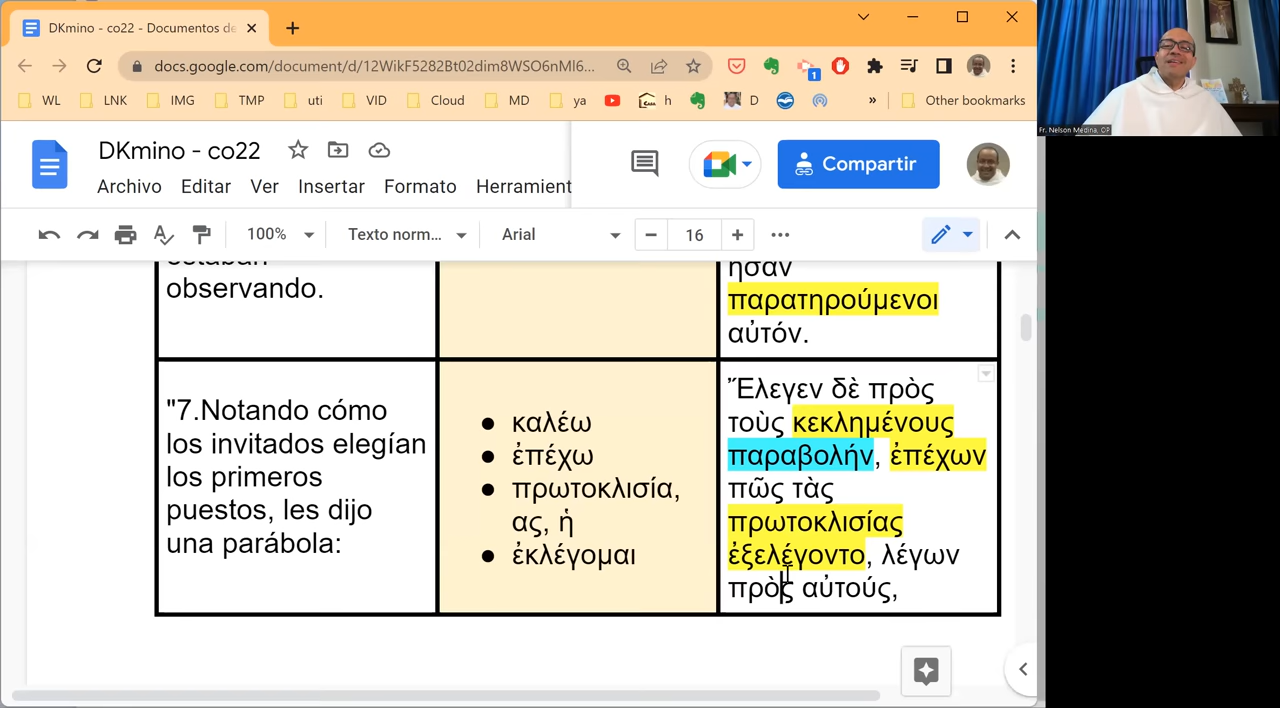 DKmino - co22 - Documentos de
docs.google.com/document/d/12WikF5282Bt02t3m8WSO6nMl6...
WL LNK IMG TMP uti VID Cloud MD ya h D » Other bookmarks
1
Fr. Nelson Medina, OP
DKmino - co22
Compartir
Archivo Editar Ver Insertar Formato Herramient
100% Texto norm... Arial 16
estaban
observando.
ἦσαν
παρατηρούμενοι
αὐτόν.
"7.Notando cómo
los invitados elegían
los primeros
puestos, les dijo
una parábola:
● καλέω
● ἐπέχω
● πρωτοκλισία,
ας, ἡ
● ἐκλέγομαι
Ἔλεγεν δὲ πρὸς
τοὺς κεκλημένους
παραβολήν, ἐπέχων
πῶς τὰς
πρωτοκλισίας
ἐξελέγοντο, λέγων
πρὸς αὐτούς,